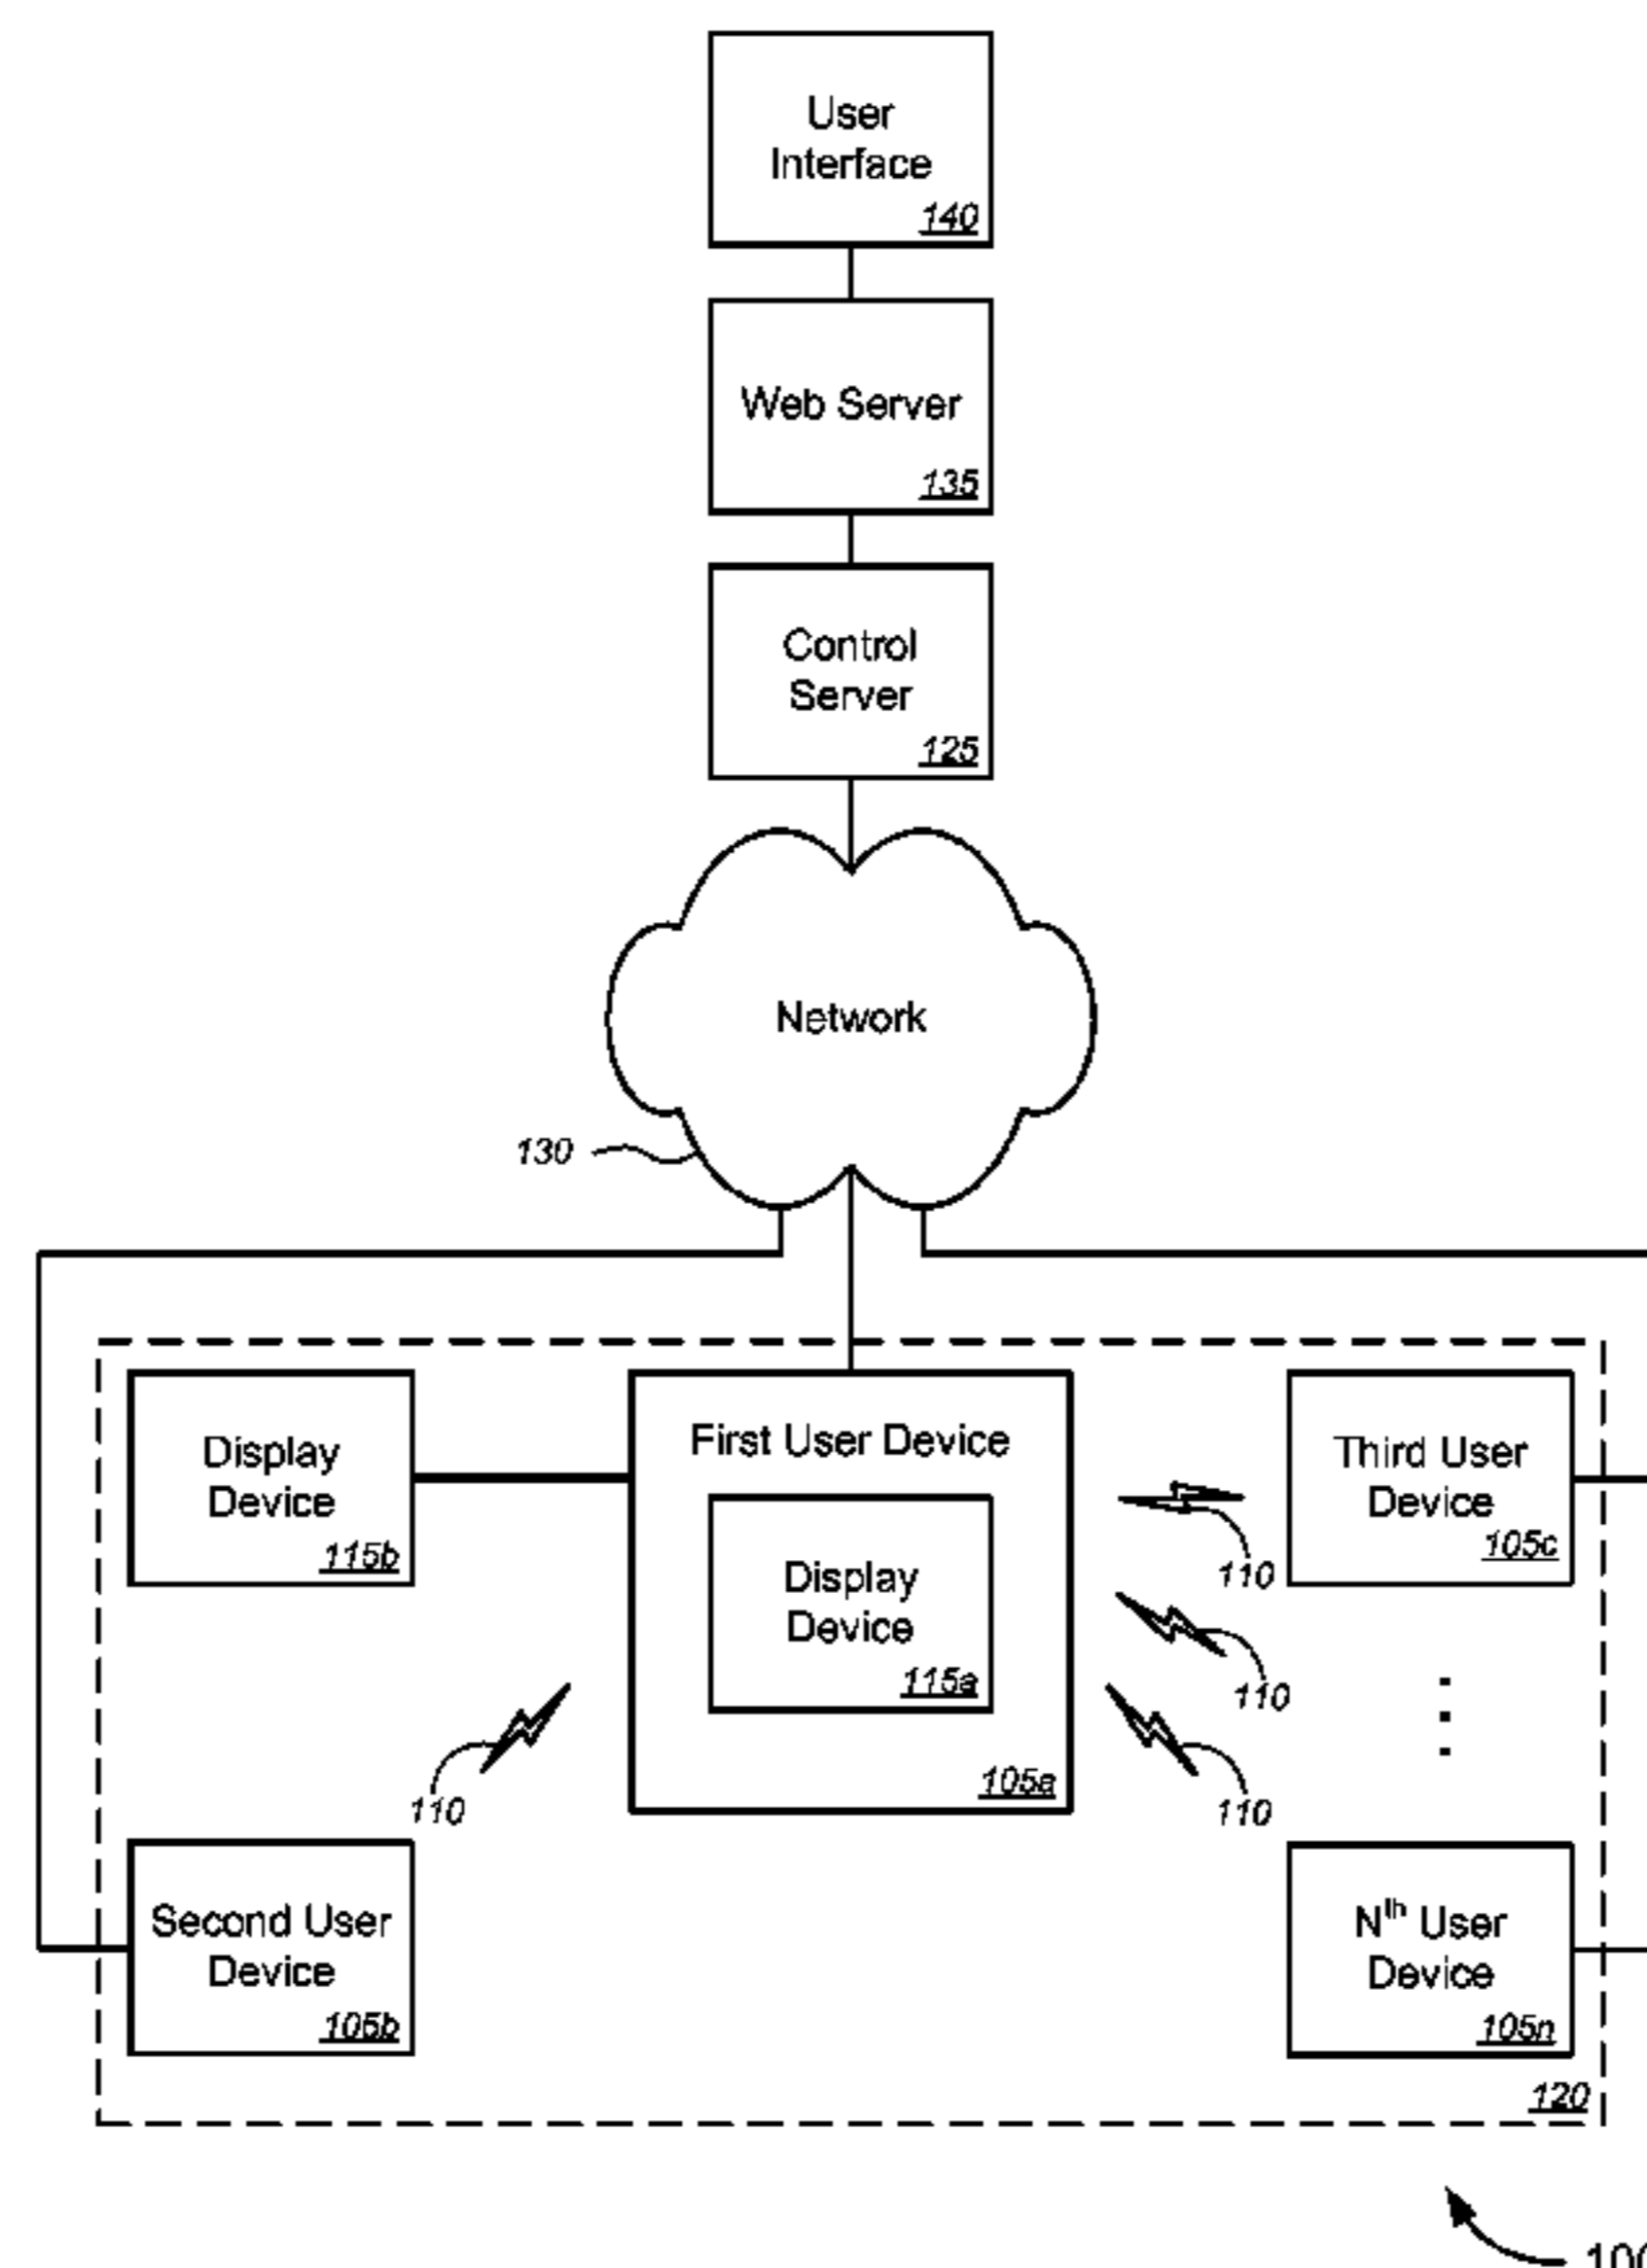 User
Interface
140
Web Server
135
Control
Server
125
Network
130
Display
Device
115b
First User Device
Display
Device
115a
105a
Third User
Device
105c
110
110
110
110
Second User
Device
105b
Nth User
Device
105n
120
100